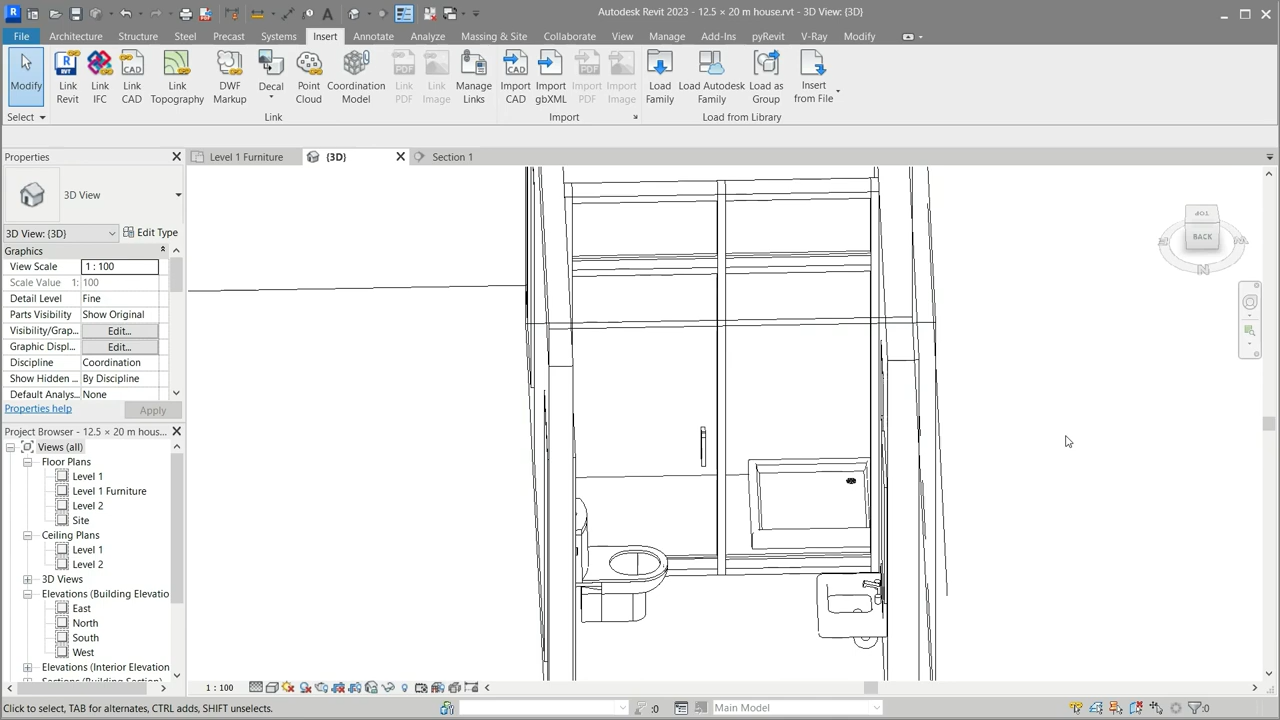 Autodesk Revit 2023 - 12.5 × 20 m house.rvt - 3D View: {3D}
File Architecture Structure Steel Precast Systems Insert Annotate Analyze Massing & Site Collaborate View Manage Add-Ins pyRevit V-Ray Modify
Modify
Link Revit
Link IFC
Link CAD
Link Topography
DWF Markup
Decal
Point Cloud
Coordination Model
Link PDF
Link Image
Manage Links
Import CAD
Import gbXML
Import PDF
Import Image
Load Family
Load Autodesk Family
Load as Group
Insert from File
Select Link Import Load from Library
Properties
Level 1 Furniture {3D} Section 1
3D View
3D View: {3D} Edit Type
Graphics
View Scale 1 : 100
Scale Value 1: 100
Detail Level Fine
Parts Visibility Show Original
Visibility/Grap... Edit...
Graphic Displ... Edit...
Discipline Coordination
Show Hidden ... By Discipline
Default Analys... None
Properties help Apply
Project Browser - 12.5 × 20 m hous...
Views (all)
Floor Plans
Level 1
Level 1 Furniture
Level 2
Site
Ceiling Plans
Level 1
Level 2
3D Views
Elevations (Building Elevatio
East
North
South
West
Elevations (Interior Elevation
TOP
BACK
N
1 : 100
Click to select, TAB for alternates, CTRL adds, SHIFT unselects. :0 Main Model :0